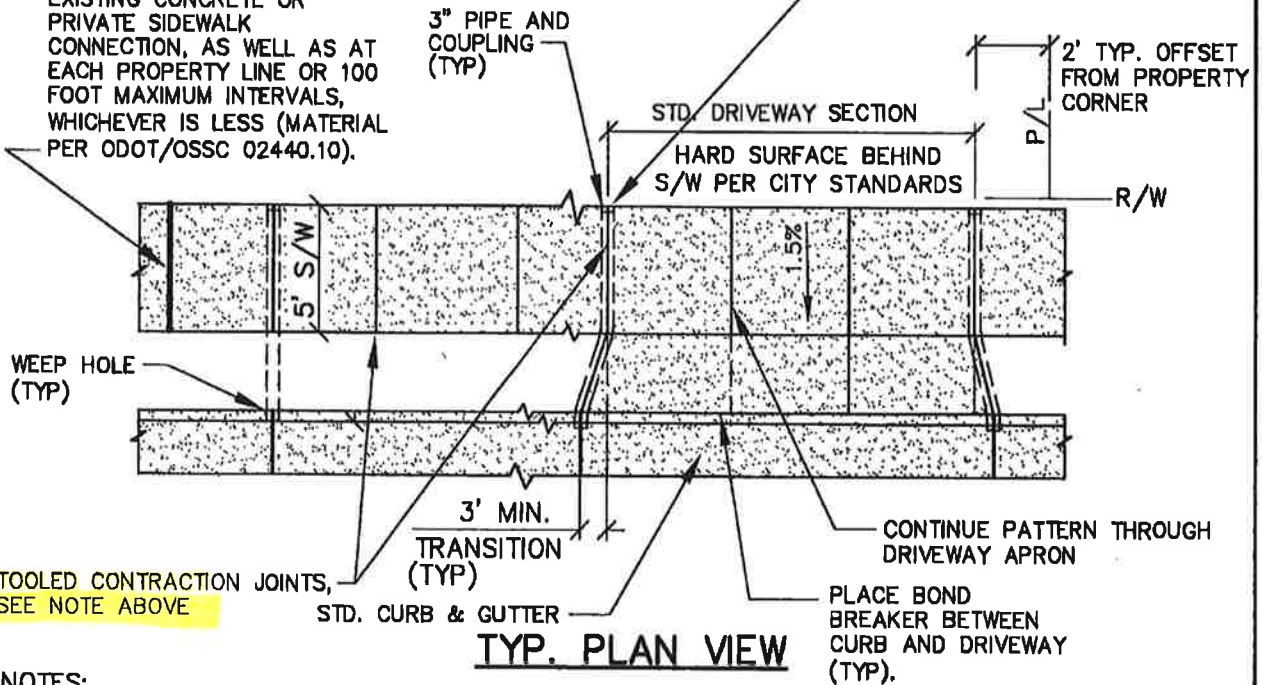 EXISTING CONCRETE OR
PRIVATE SIDEWALK
CONNECTION, AS WELL AS AT
EACH PROPERTY LINE OR 100
FOOT MAXIMUM INTERVALS,
WHICHEVER IS LESS (MATERIAL
PER ODOT/OSSC 02440.10).
3" PIPE AND
COUPLING
(TYP)
2' TYP. OFFSET
FROM PROPERTY
CORNER
P/L
STD. DRIVEWAY SECTION
HARD SURFACE BEHIND
S/W PER CITY STANDARDS
R/W
5' S/W
1.5%
WEEP HOLE
(TYP)
3' MIN.
TRANSITION
(TYP)
CONTINUE PATTERN THROUGH
DRIVEWAY APRON
TOOLED CONTRACTION JOINTS,
SEE NOTE ABOVE
STD. CURB & GUTTER
PLACE BOND
BREAKER BETWEEN
CURB AND DRIVEWAY
(TYP).
TYP. PLAN VIEW
NOTES: